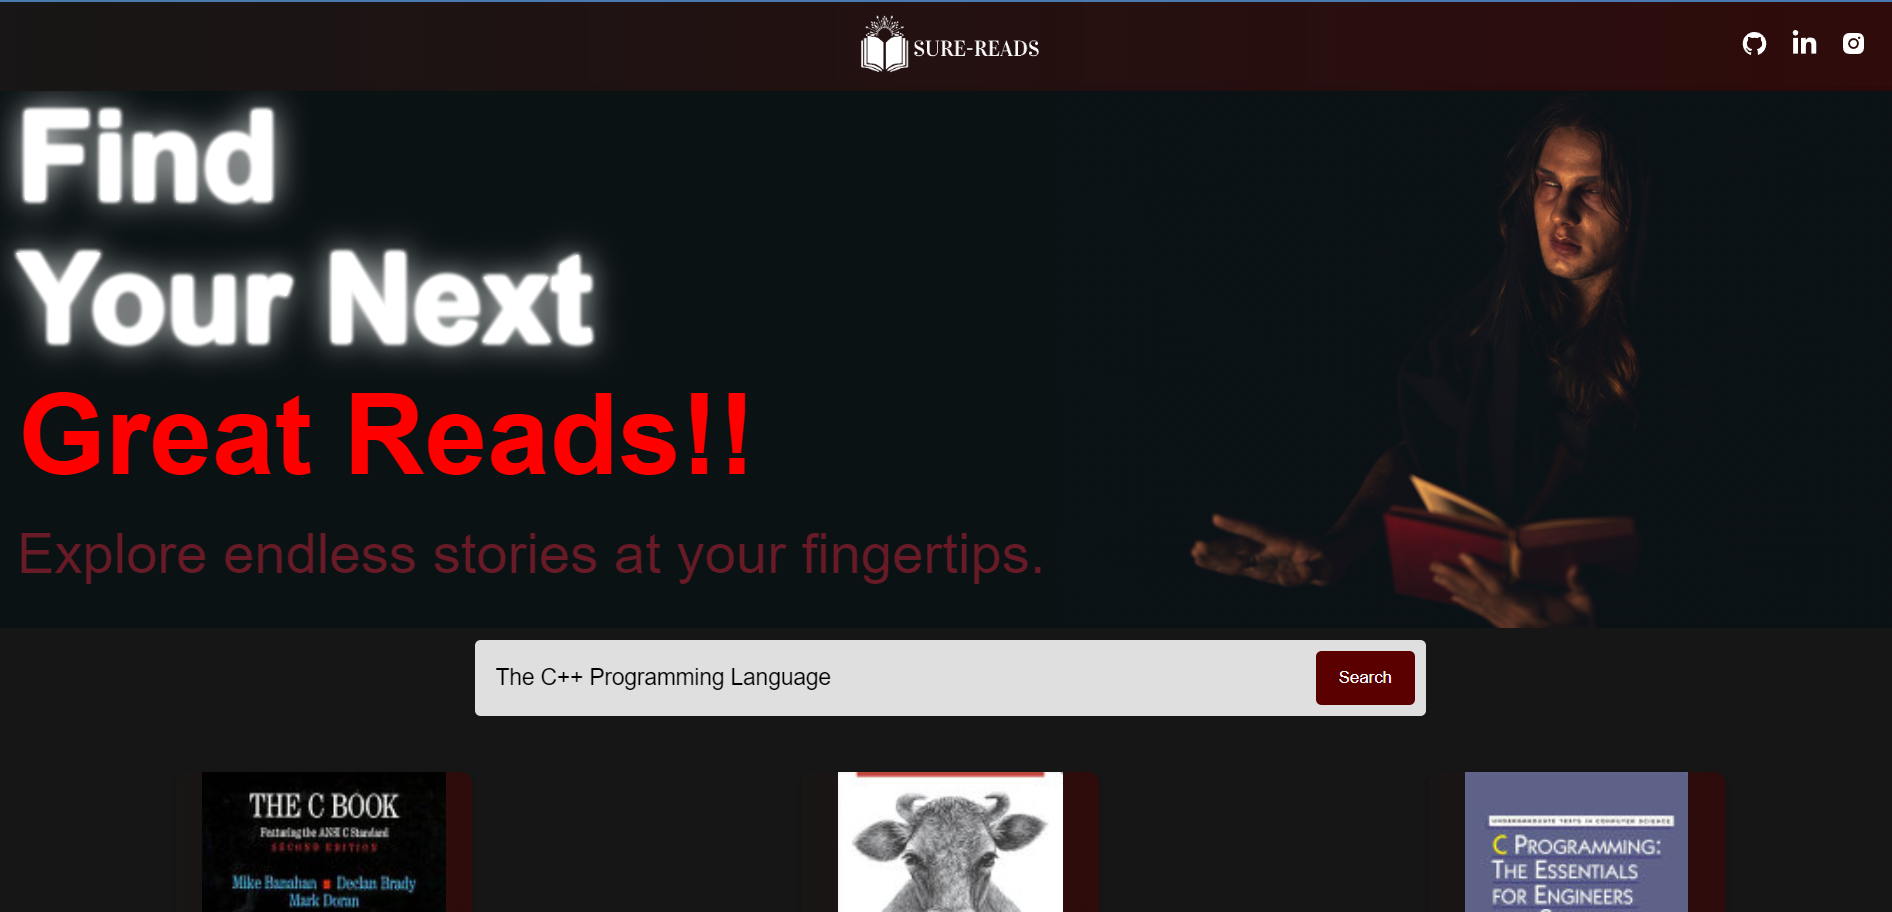 SURE-READS
Find
Your Next
Great Reads!!
Explore endless stories at your fingertips.
The C++ Programming Language
Search
THE C BOOK
Featuring the ANSI C Standard
SECOND EDITION
Mike Banahan ■ Declan Brady
Mark Doran
UNDERGRADUATE TEXTS IN COMPUTER SCIENCE
C PROGRAMMING:
THE ESSENTIALS
FOR ENGINEERS